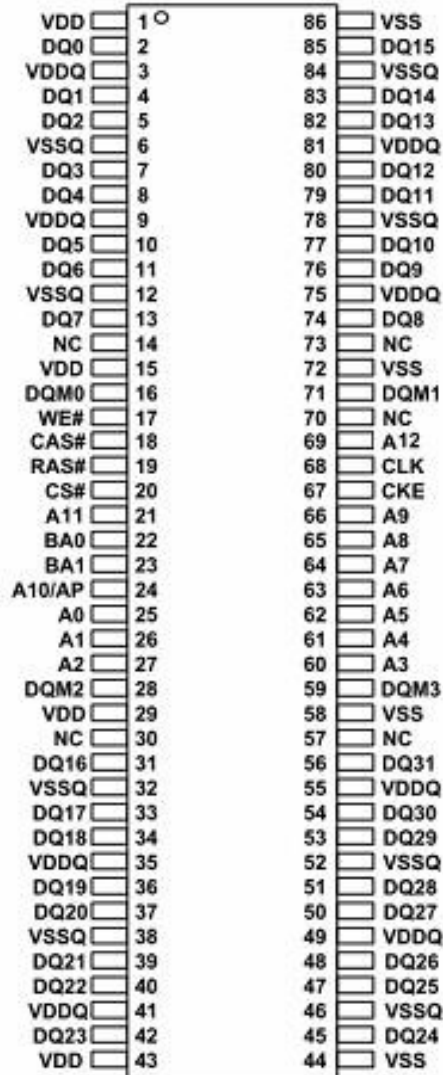 VDD 1 86 VSS
DQ0 2 85 DQ15
VDDQ 3 84 VSSQ
DQ1 4 83 DQ14
DQ2 5 82 DQ13
VSSQ 6 81 VDDQ
DQ3 7 80 DQ12
DQ4 8 79 DQ11
VDDQ 9 78 VSSQ
DQ5 10 77 DQ10
DQ6 11 76 DQ9
VSSQ 12 75 VDDQ
DQ7 13 74 DQ8
NC 14 73 NC
VDD 15 72 VSS
DQM0 16 71 DQM1
WE# 17 70 NC
CAS# 18 69 A12
RAS# 19 68 CLK
CS# 20 67 CKE
A11 21 66 A9
BA0 22 65 A8
BA1 23 64 A7
A10/AP 24 63 A6
A0 25 62 A5
A1 26 61 A4
A2 27 60 A3
DQM2 28 59 DQM3
VDD 29 58 VSS
NC 30 57 NC
DQ16 31 56 DQ31
VSSQ 32 55 VDDQ
DQ17 33 54 DQ30
DQ18 34 53 DQ29
VDDQ 35 52 VSSQ
DQ19 36 51 DQ28
DQ20 37 50 DQ27
VSSQ 38 49 VDDQ
DQ21 39 48 DQ26
DQ22 40 47 DQ25
VDDQ 41 46 VSSQ
DQ23 42 45 DQ24
VDD 43 44 VSS